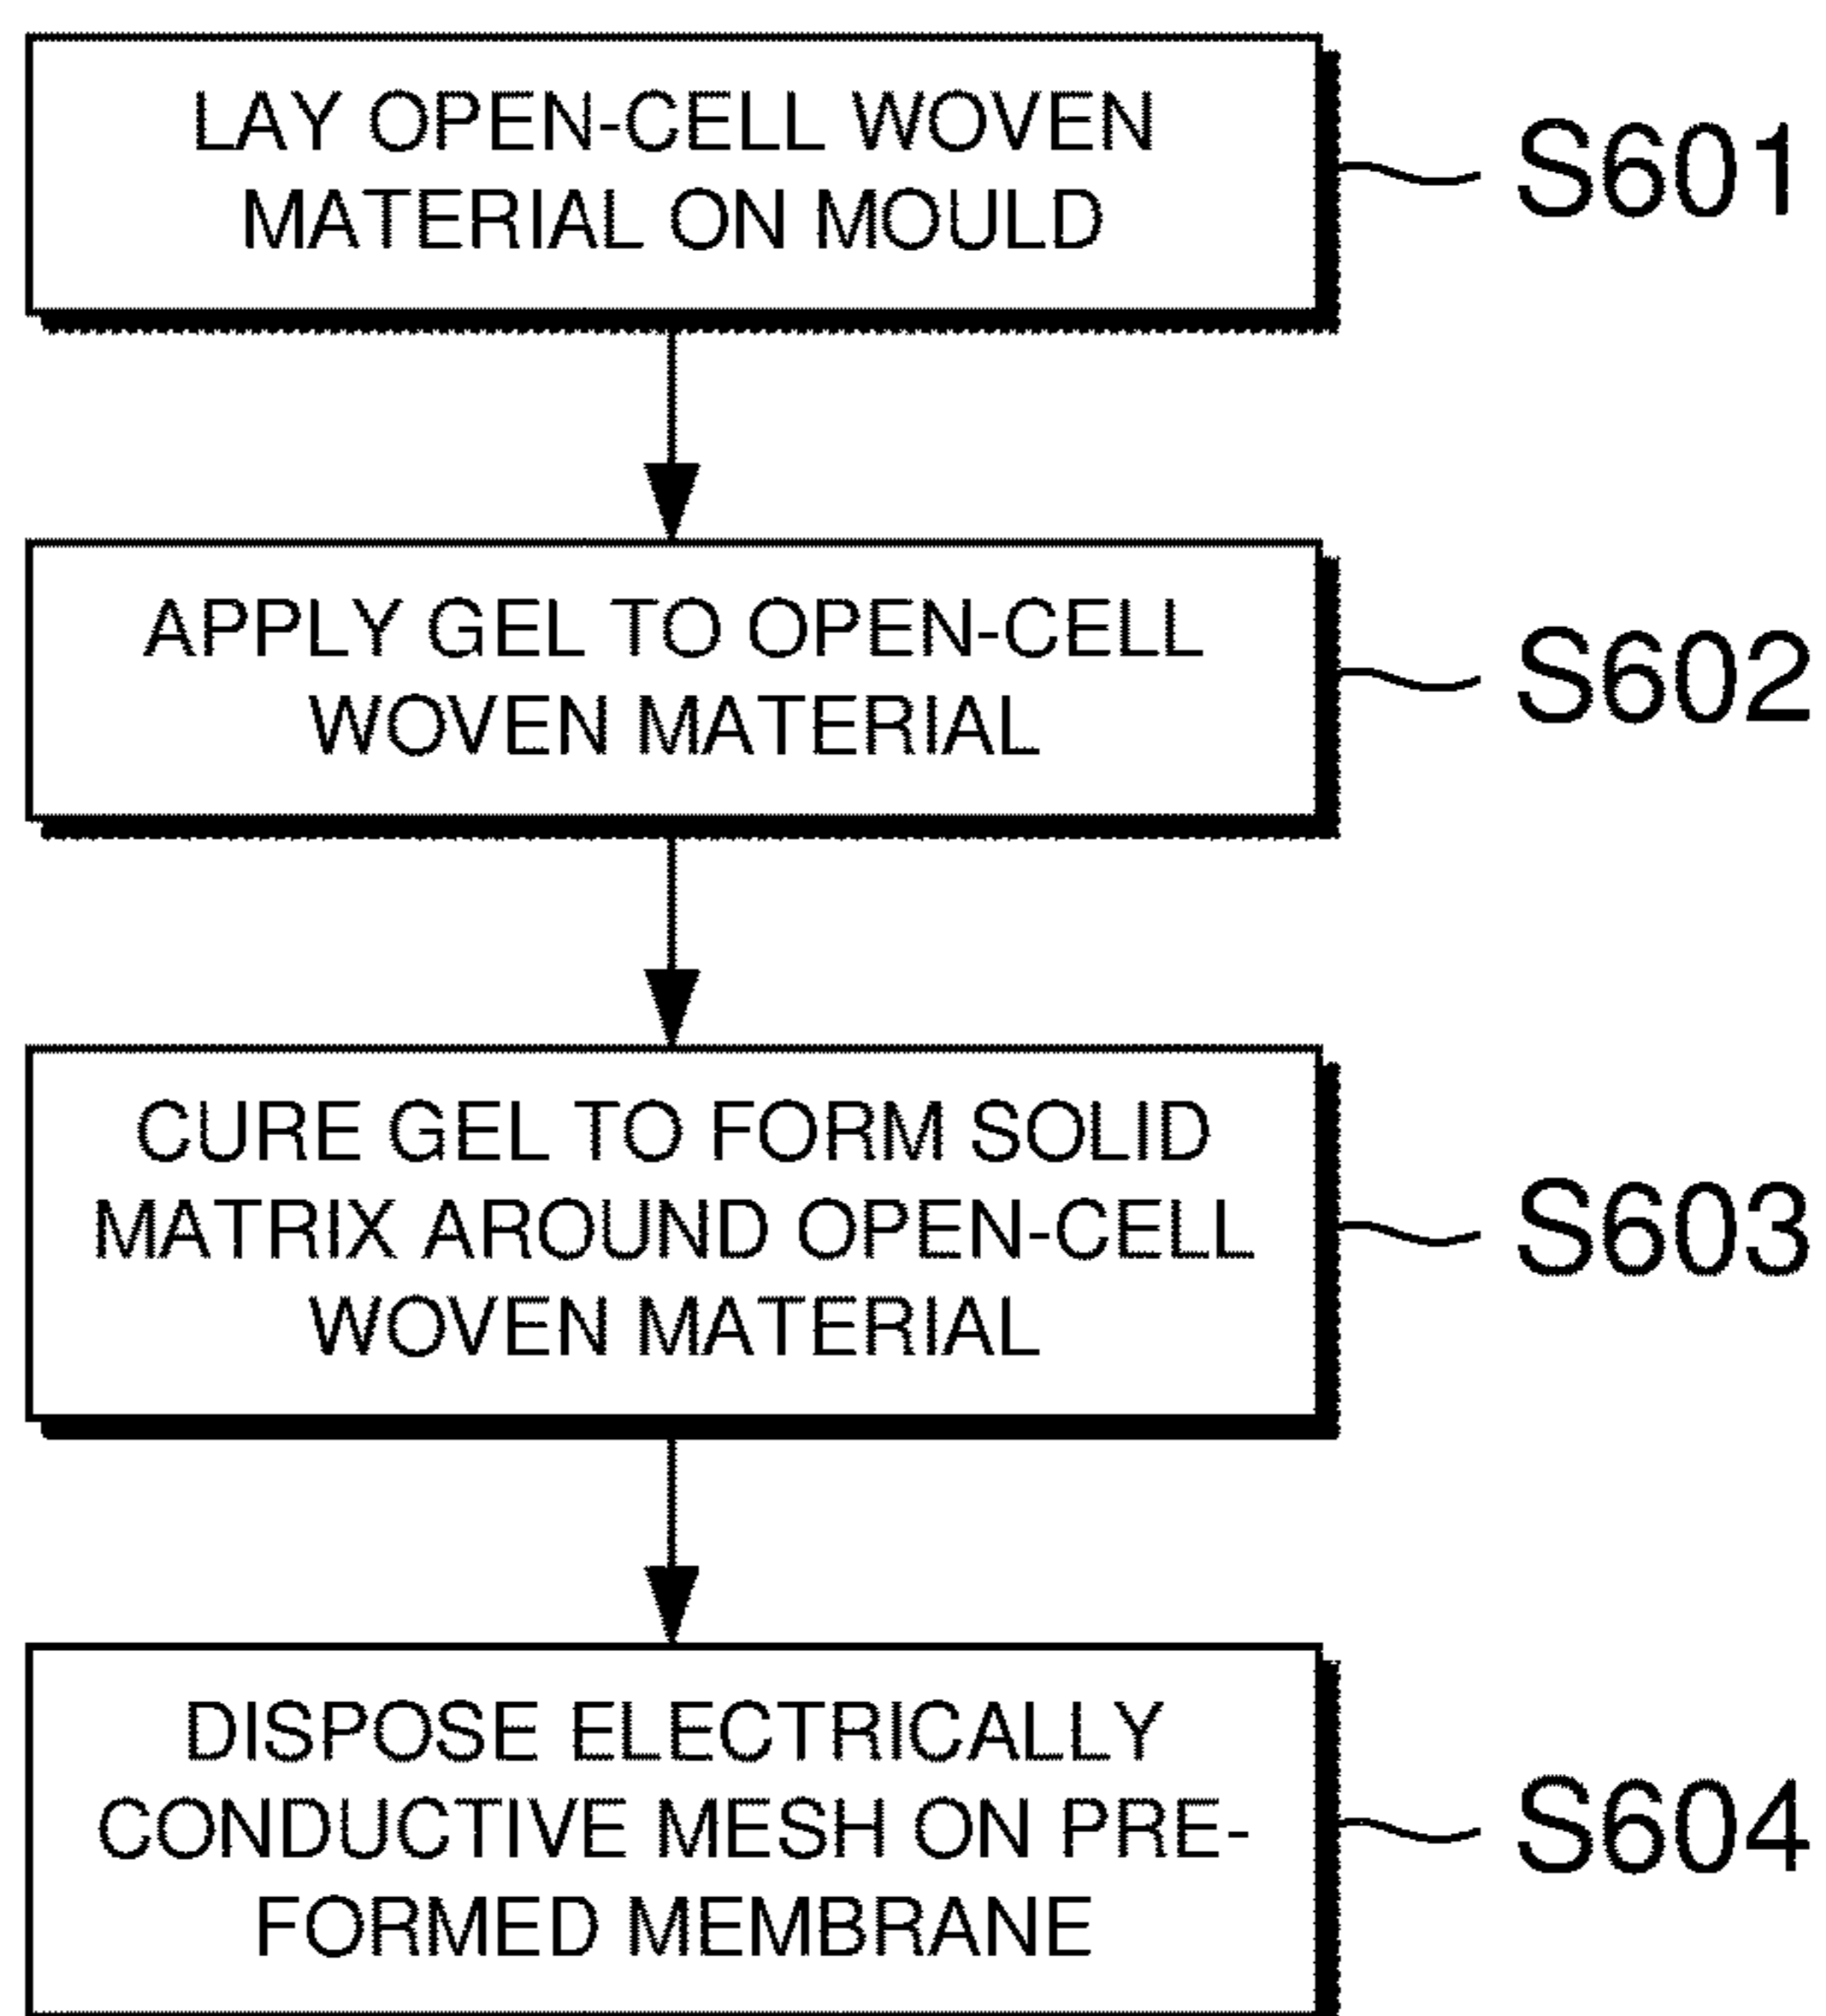 LAY OPEN-CELL WOVEN
MATERIAL ON MOULD
S601
APPLY GEL TO OPEN-CELL
WOVEN MATERIAL
S602
CURE GEL TO FORM SOLID
MATRIX AROUND OPEN-CELL
WOVEN MATERIAL
S603
DISPOSE ELECTRICALLY
CONDUCTIVE MESH ON PRE-
FORMED MEMBRANE
S604